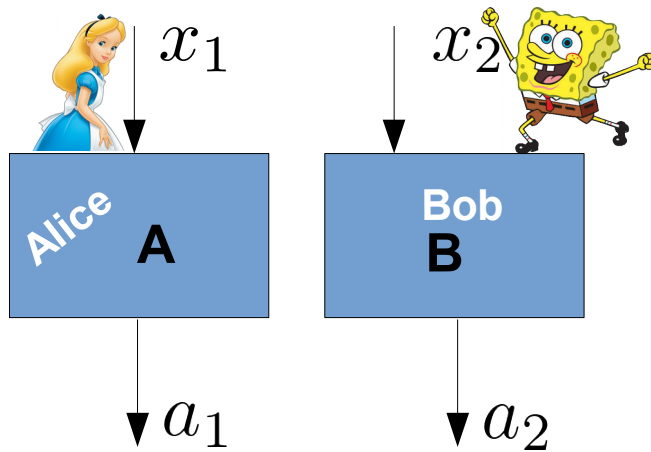 x₁ x₂
Alice Bob
A B
a₁ a₂